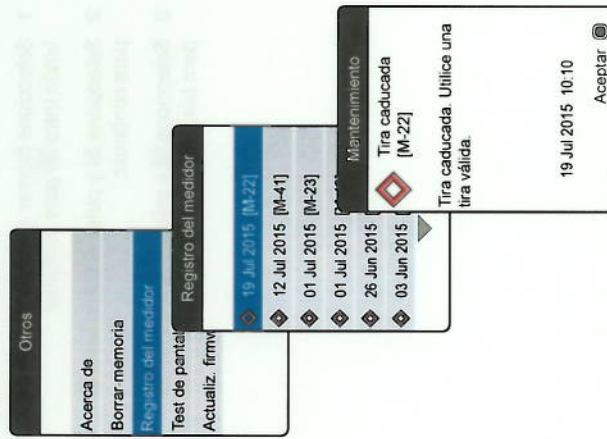 Otros
Acerca de
Borrar memoria
Registro del medidor
Test de pantal
Actualiz. firmw
Registro del medidor
19 Jul 2015 [M-22]
12 Jul 2015 [M-41]
01 Jul 2015 [M-23]
01 Jul 2015
26 Jun 2015 [M
03 Jun 2015 [M
Mantenimiento
Tira caducada
[M-22]
Tira caducada. Utilice una
tira válida.
19 Jul 2015 10:10
Aceptar